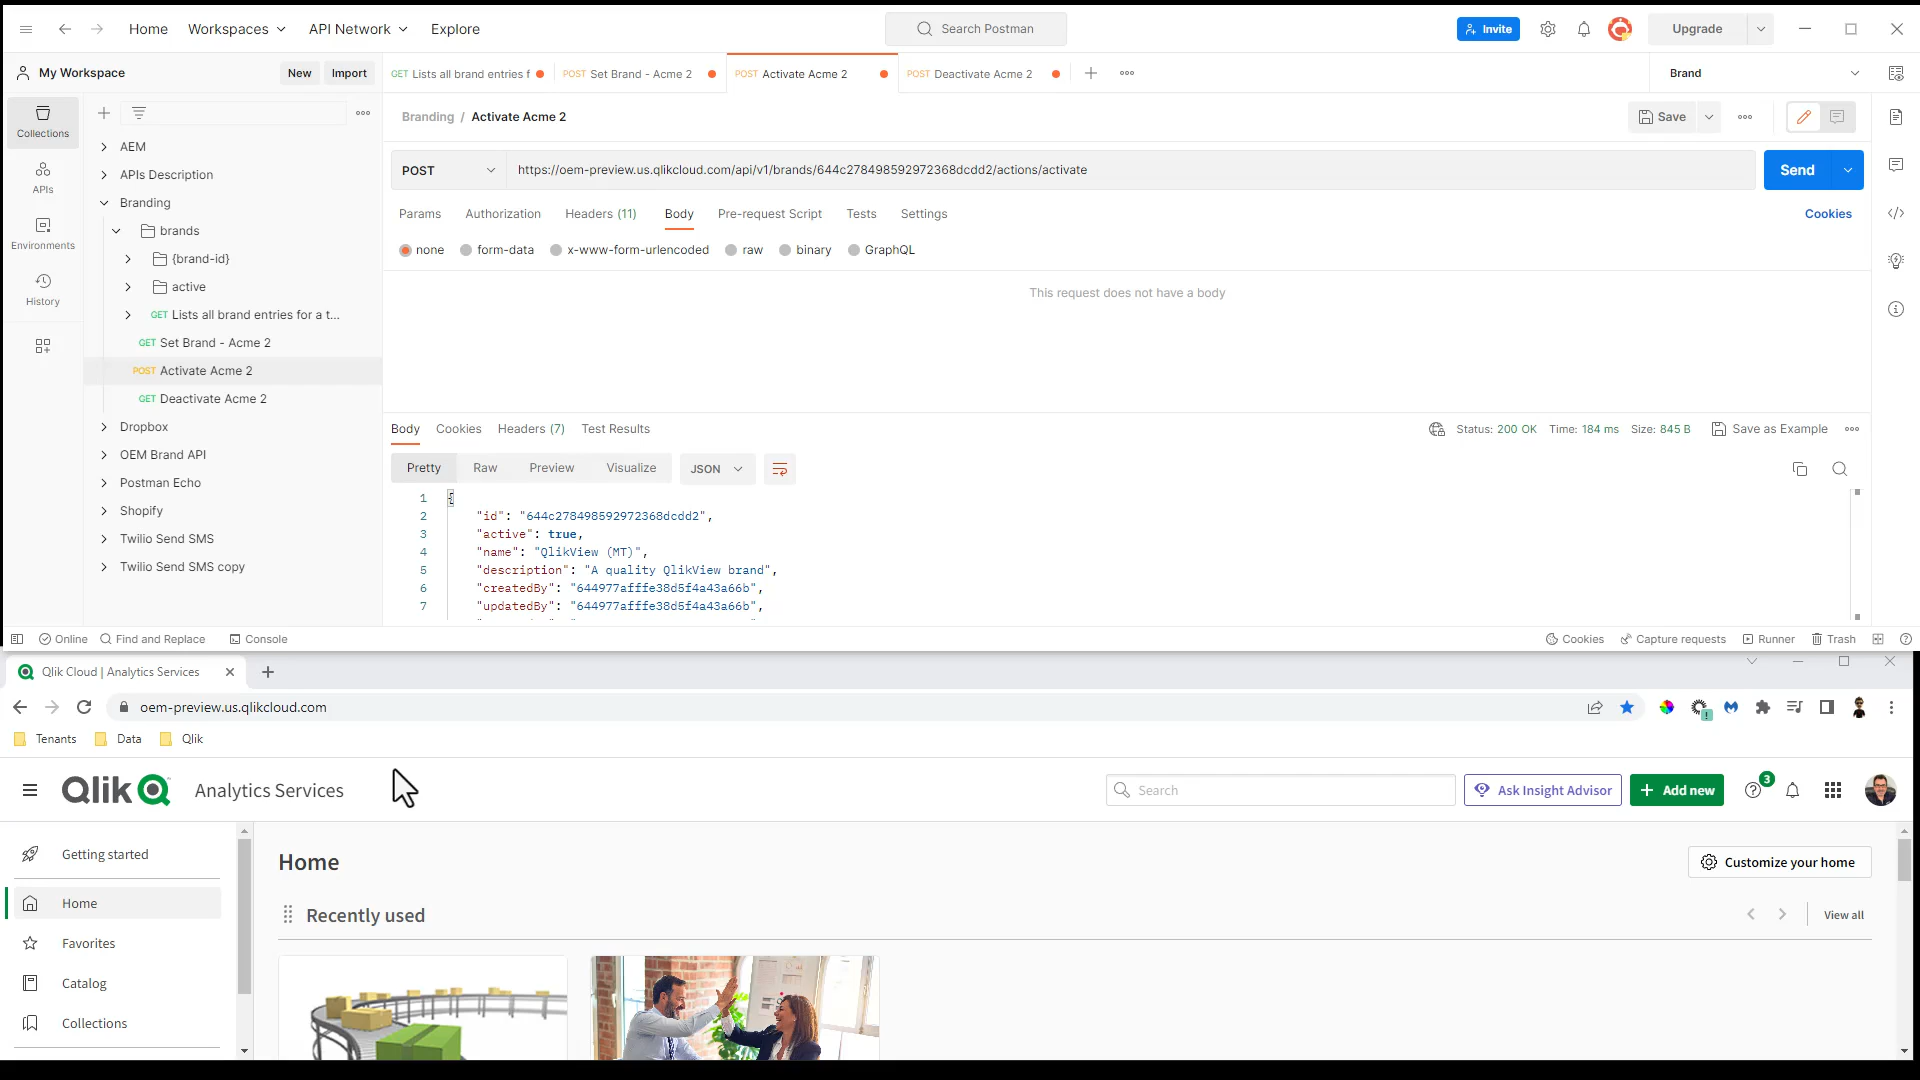 Home Workspaces API Network Explore Search Postman Invite Upgrade
My Workspace New Import GET Lists all brand entries f POST Set Brand - Acme 2 POST Activate Acme 2 POST Deactivate Acme 2 Brand
Collections
APIs
Environments
History
AEM
APIs Description
Branding
brands
{brand-id}
active
GET Lists all brand entries for a t...
GET Set Brand - Acme 2
POST Activate Acme 2
GET Deactivate Acme 2
Dropbox
OEM Brand API
Postman Echo
Shopify
Twilio Send SMS
Twilio Send SMS copy
Branding / Activate Acme 2 Save
POST https://oem-preview.us.qlikcloud.com/api/v1/brands/644c278498592972368dcdd2/actions/activate Send
Params Authorization Headers (11) Body Pre-request Script Tests Settings Cookies
none form-data x-www-form-urlencoded raw binary GraphQL
This request does not have a body
Body Cookies Headers (7) Test Results Status: 200 OK Time: 184 ms Size: 845 B Save as Example
Pretty Raw Preview Visualize JSON
1 {
2 "id": "644c278498592972368dcdd2",
3 "active": true,
4 "name": "QlikView (MT)",
5 "description": "A quality QlikView brand",
6 "createdBy": "644977afffe38d5f4a43a66b",
7 "updatedBy": "644977afffe38d5f4a43a66b",
Online Find and Replace Console Cookies Capture requests Runner Trash
Qlik Cloud | Analytics Services
oem-preview.us.qlikcloud.com
Tenants Data Qlik
Qlik Analytics Services Search Ask Insight Advisor Add new 3
Getting started
Home
Favorites
Catalog
Collections
Home Customize your home
Recently used View all